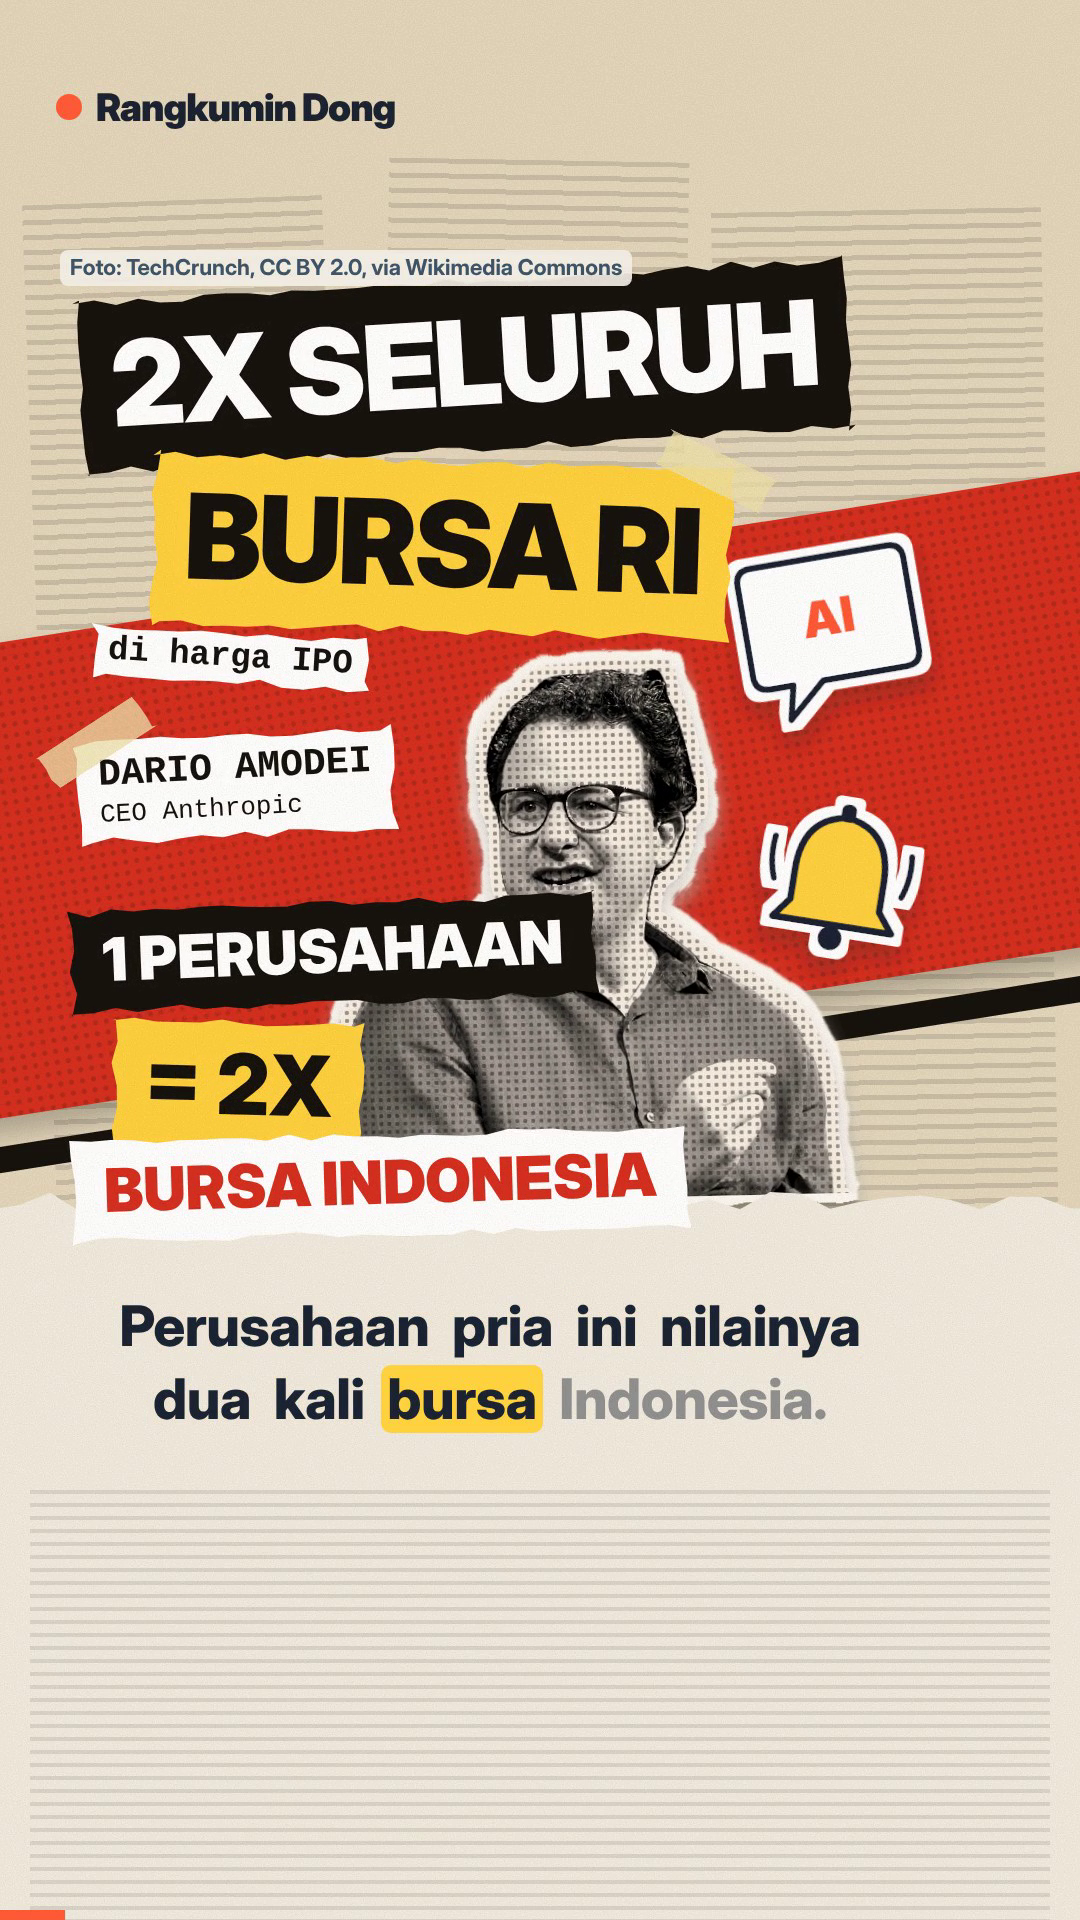 Rangkumin Dong
Foto: TechCrunch, CC BY 2.0, via Wikimedia Commons
2X SELURUH
BURSA RI
di harga IPO
AI
DARIO AMODEI
CEO Anthropic
1 PERUSAHAAN
= 2X
BURSA INDONESIA
Perusahaan pria ini nilainya
dua kali bursa Indonesia.